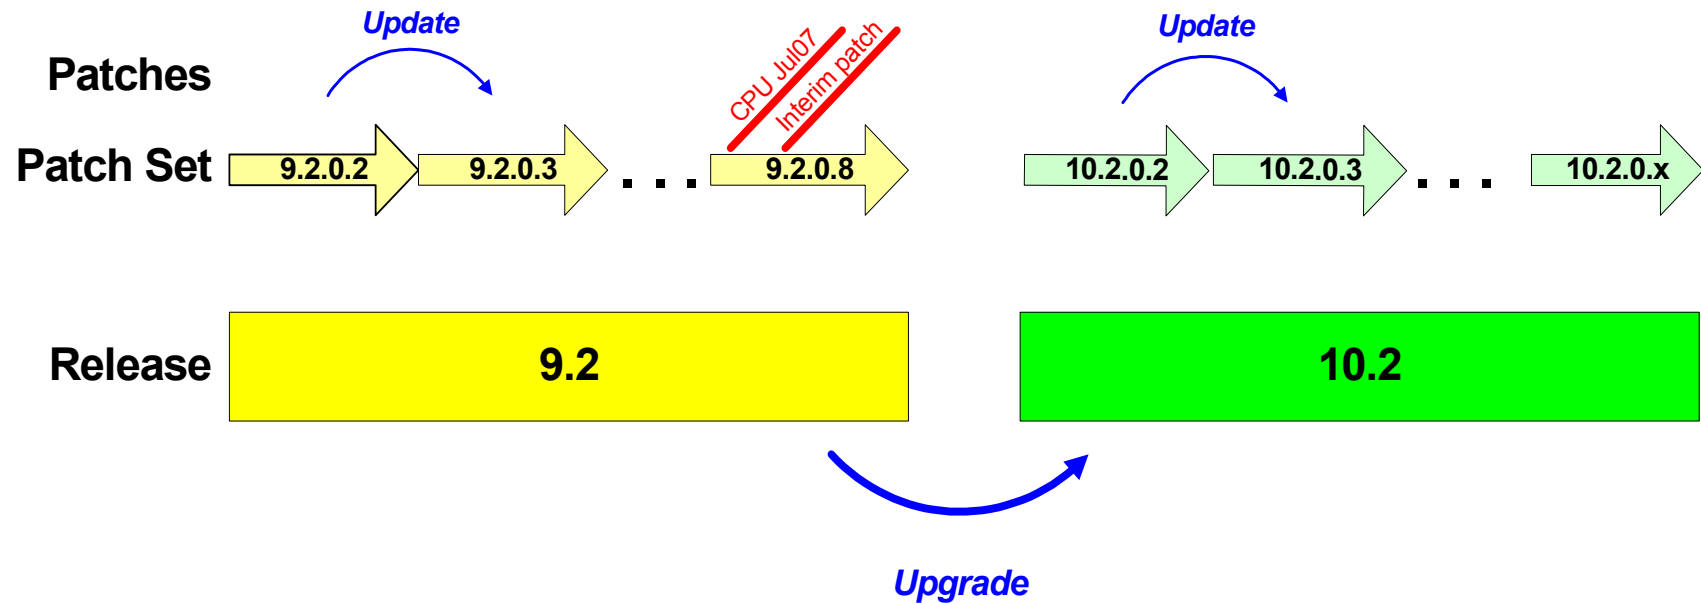 Update
Update
Patches
CPU Jul07
Interim patch
Patch Set
9.2.0.2
9.2.0.3
. . .
9.2.0.8
10.2.0.2
10.2.0.3
. . .
10.2.0.x
Release
9.2
10.2
Upgrade